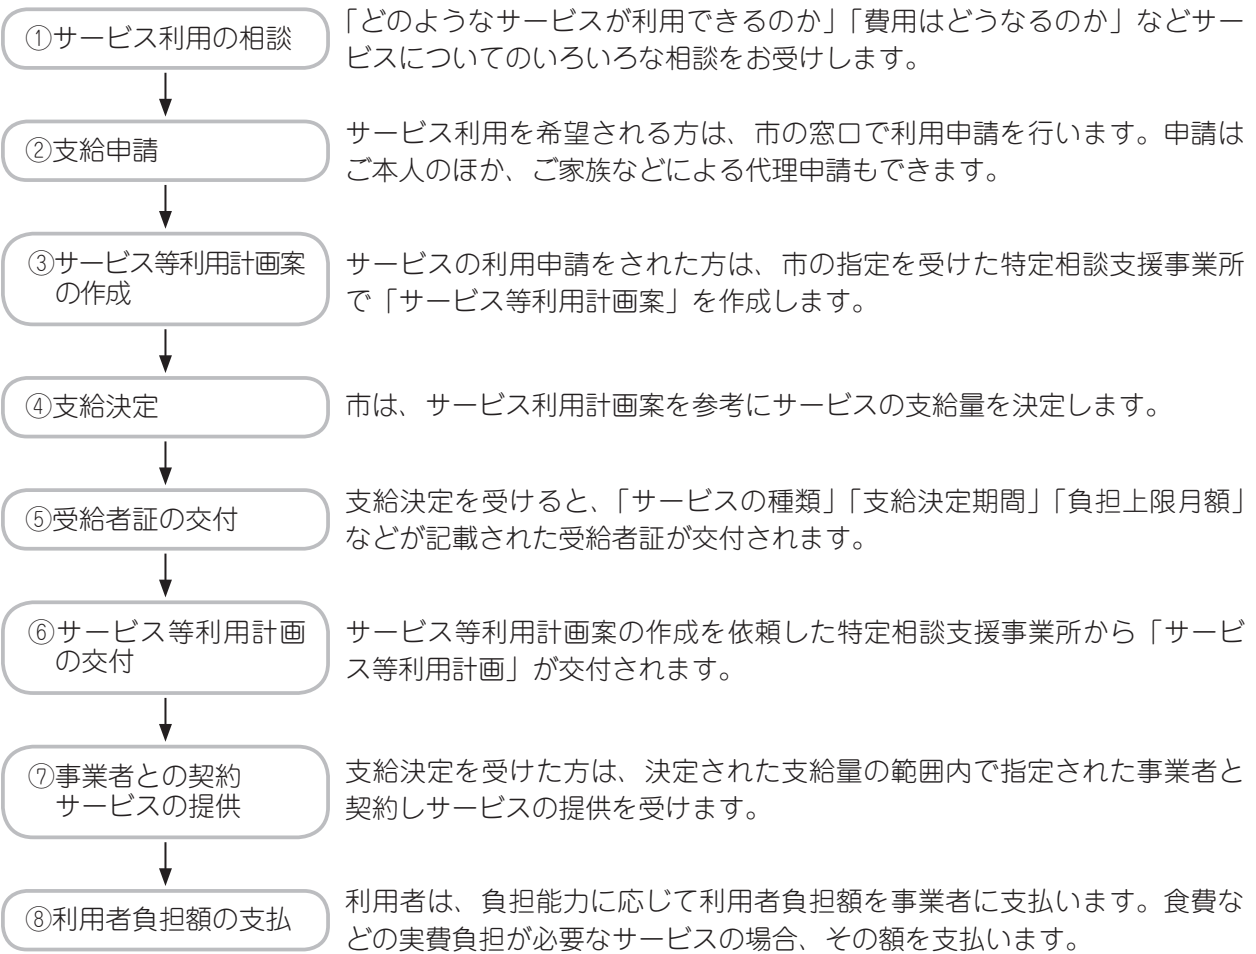 ①サービス利用の相談
「どのようなサービスが利用できるのか」「費用はどうなるのか」などサー
ビスについてのいろいろな相談をお受けします。
②支給申請
サービス利用を希望される方は、市の窓口で利用申請を行います。申請は
ご本人のほか、ご家族などによる代理申請もできます。
③サービス等利用計画案
の作成
サービスの利用申請をされた方は、市の指定を受けた特定相談支援事業所
で「サービス等利用計画案」を作成します。
④支給決定
市は、サービス利用計画案を参考にサービスの支給量を決定します。
⑤受給者証の交付
支給決定を受けると、「サービスの種類」「支給決定期間」「負担上限月額」
などが記載された受給者証が交付されます。
⑥サービス等利用計画
の交付
サービス等利用計画案の作成を依頼した特定相談支援事業所から「サービ
ス等利用計画」が交付されます。
⑦事業者との契約
サービスの提供
支給決定を受けた方は、決定された支給量の範囲内で指定された事業者と
契約しサービスの提供を受けます。
⑧利用者負担額の支払
利用者は、負担能力に応じて利用者負担額を事業者に支払います。食費な
どの実費負担が必要なサービスの場合、その額を支払います。